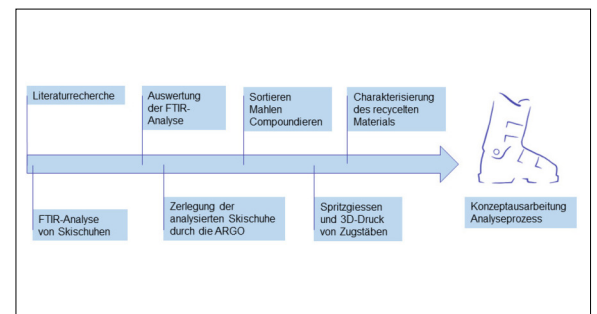 Literaturrecherche
FTIR-Analyse
von Skischuhen
Auswertung
der FTIR-
Analyse
Zerlegung der
analysierten Skischuhe
durch die ARGO
Sortieren
Mahlen
Compoundieren
Spritzgiessen
und 3D-Druck
von Zugstäben
Charakterisierung
des recycelten
Materials
Konzeptausarbeitung
Analyseprozess